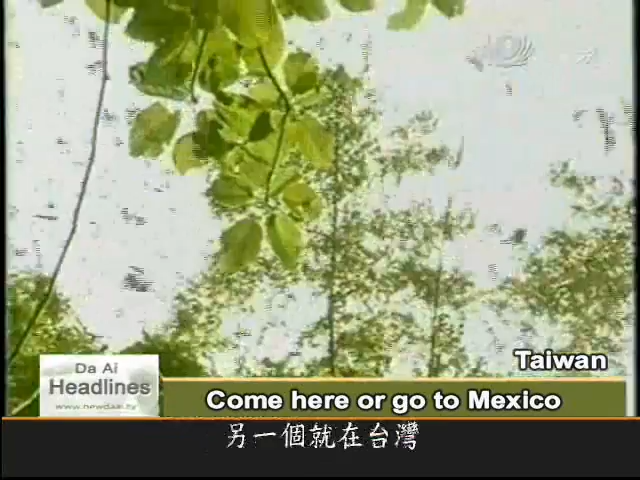 Taiwan
Da Ai
Headlines
www.newdaai.tv
Come here or go to Mexico
另一個就在台灣